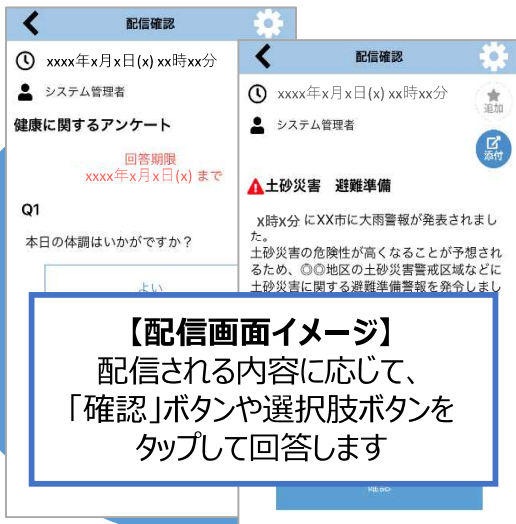 配信確認
xxxx年x月x日(x) xx時xx分
システム管理者
健康に関するアンケート
回答期限
xxxx年x月x日(x) まで
Q1
本日の体調はいかがですか？
よい
配信確認
xxxx年x月x日(x) xx時xx分
追加
システム管理者
添付
土砂災害　避難準備
X時X分 にXX市に大雨警報が発表されまし
た。
土砂災害の危険性が高くなることが予想され
るため、◎◎地区の土砂災害警戒区域などに
土砂災害に関する避難準備警報を発令しまし
【配信画面イメージ】
配信される内容に応じて、
「確認」ボタンや選択肢ボタンを
タップして回答します
確認